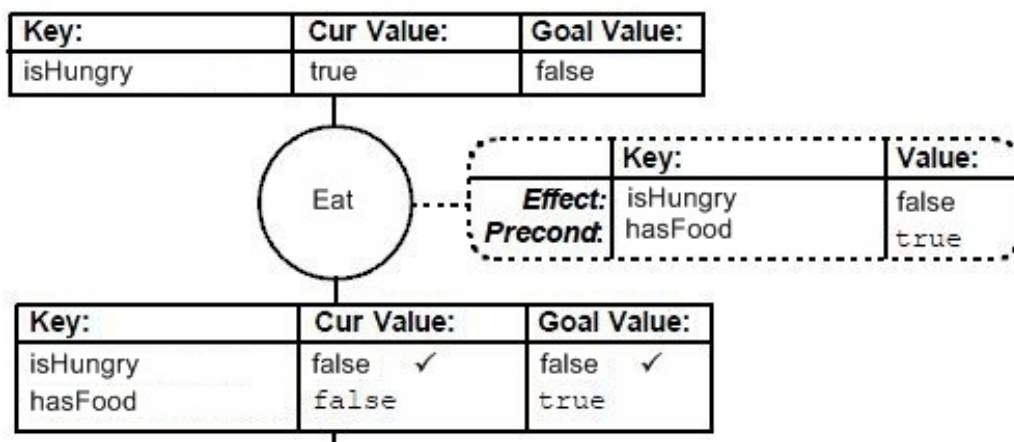 Key: Cur Value: Goal Value:
isHungry true false
Eat
Key: Value:
Effect: isHungry false
Precond: hasFood true
Key: Cur Value: Goal Value:
isHungry false ✓ false ✓
hasFood false true